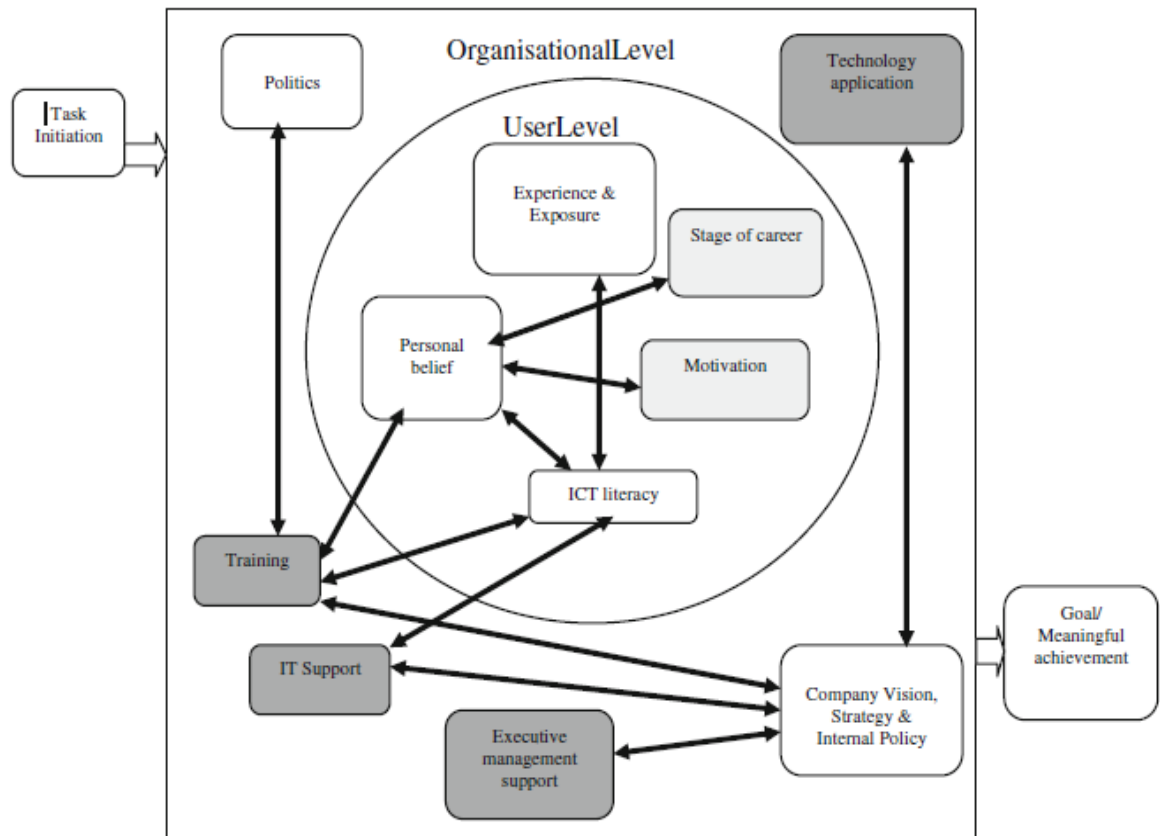 OrganisationalLevel
Politics
Technology
application
Task
Initiation
UserLevel
Experience &
Exposure
Stage of career
Personal
belief
Motivation
ICT literacy
Training
IT Support
Executive
management
support
Company Vision,
Strategy &
Internal Policy
Goal/
Meaningful
achievement